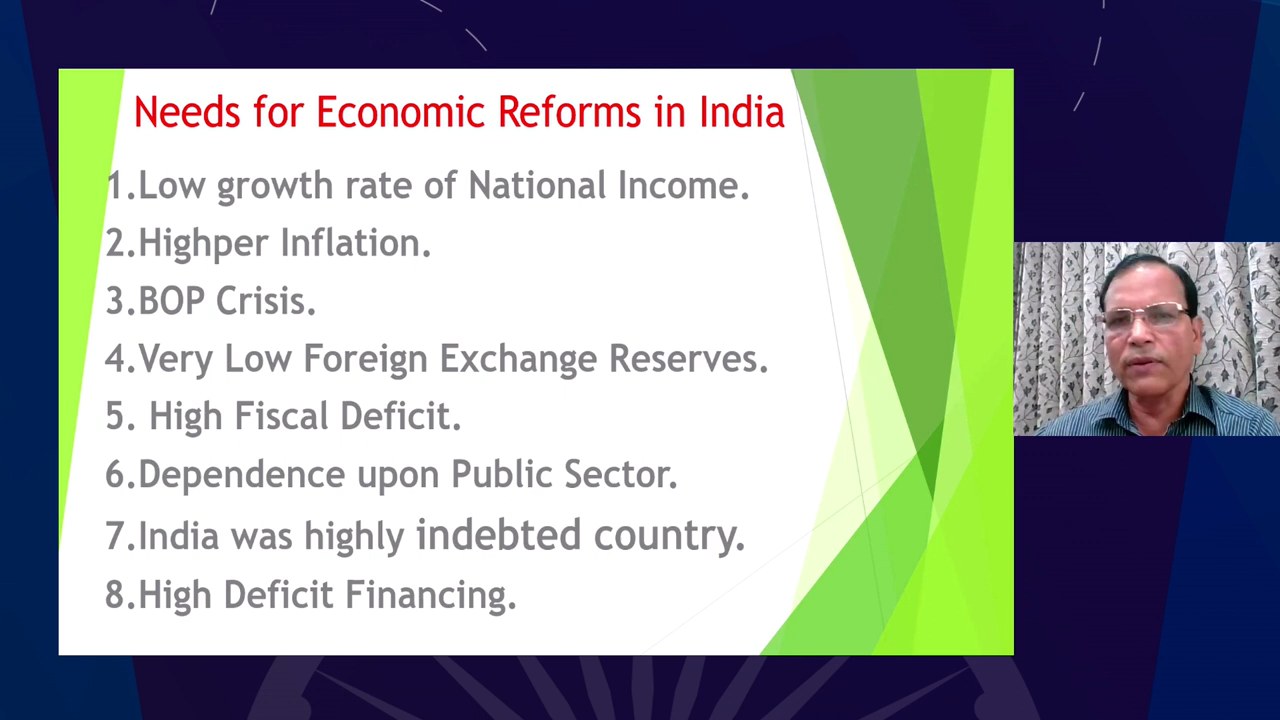 Needs for Economic Reforms in India
1.Low growth rate of National Income.
2.Highper Inflation.
3.BOP Crisis.
4.Very Low Foreign Exchange Reserves.
5. High Fiscal Deficit.
6.Dependence upon Public Sector.
7.India was highly indebted country.
8.High Deficit Financing.